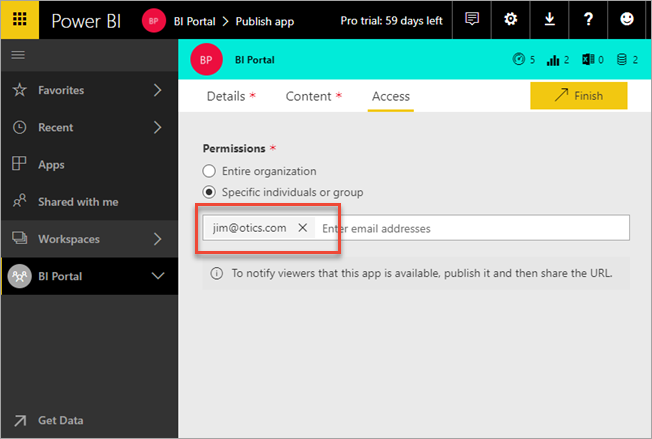 Power BI BP BI Portal > Publish app Pro trial: 59 days left ?
BP BI Portal 5 2 0 2
Favorites
Recent
Apps
Shared with me
Workspaces
BI Portal
Get Data
Details * Content * Access Finish
Permissions *
Entire organization
Specific individuals or group
jim@otics.com X Enter email addresses
To notify viewers that this app is available, publish it and then share the URL.